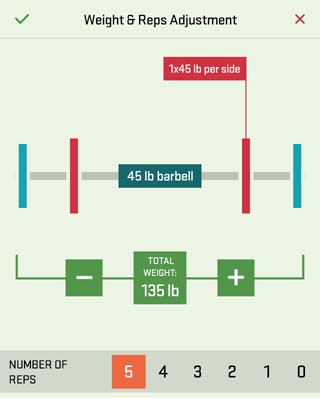 Weight & Reps Adjustment
1x45 lb per side
45 lb barbell
TOTAL
WEIGHT:
135 lb
NUMBER OF
REPS
5 4 3 2 1 0